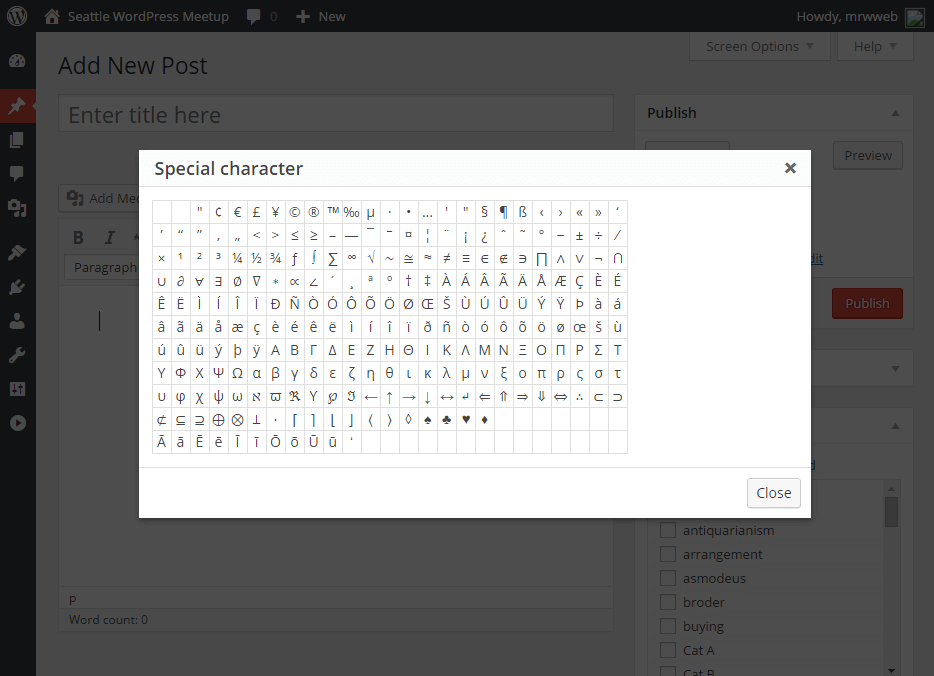 Seattle WordPress Meetup 0 New Howdy, mrwweb
Screen Options Help
Add New Post
Enter title here
Publish
Preview
Add Me
B I
Paragraph
Special character
" ¢ € £ ¥ © ® ™ ‰ µ · • … ′ ″ § ¶ ß ‹ › « » ‘
’ “ ” ‚ „ < > ≤ ≥ – — ¯ ‾ ¤ ¦ ¨ ¡ ¿ ˆ ˜ ° − ± ÷ ⁄
× ¹ ² ³ ¼ ½ ¾ ƒ ∫ ∑ ∞ √ ∼ ≅ ≈ ≠ ≡ ∈ ∉ ∋ ∏ ∧ ∨ ¬ ∩
∪ ∂ ∀ ∃ ∅ ∇ ∗ ∝ ∠ ´ ¸ ª º † ‡ À Á Â Ã Ä Å Æ Ç È É
Ê Ë Ì Í Î Ï Ð Ñ Ò Ó Ô Õ Ö Ø Œ Š Ù Ú Û Ü Ý Ÿ Þ à á
â ã ä å æ ç è é ê ë ì í î ï ð ñ ò ó ô õ ö ø œ š ù
ú û ü ý þ ÿ Α Β Γ Δ Ε Ζ Η Θ Ι Κ Λ Μ Ν Ξ Ο Π Ρ Σ Τ
Υ Φ Χ Ψ Ω α β γ δ ε ζ η θ ι κ λ μ ν ξ ο π ρ ς σ τ
υ φ χ ψ ω ℵ ϖ ℜ ϒ ℘ ℑ ← ↑ → ↓ ↔ ↵ ⇐ ⇑ ⇒ ⇓ ⇔ ∴ ⊂ ⊃
⊄ ⊆ ⊇ ⊕ ⊗ ⊥ ⋅ ⌈ ⌉ ⌊ ⌋ 〈 〉 ◊ ♠ ♣ ♥ ♦
Ā ā Ē ē Ī ī Ō ō Ū ū ‘
dit
Publish
Close
d
antiquarianism
arrangement
asmodeus
broder
buying
Cat A
Cat B
p
Word count: 0